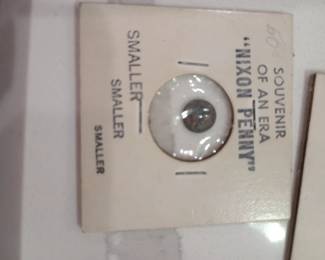 SOUVENIR
OF AN ERA
"NIXON PENNY"
SMALLER
SMALLER
SMALLER